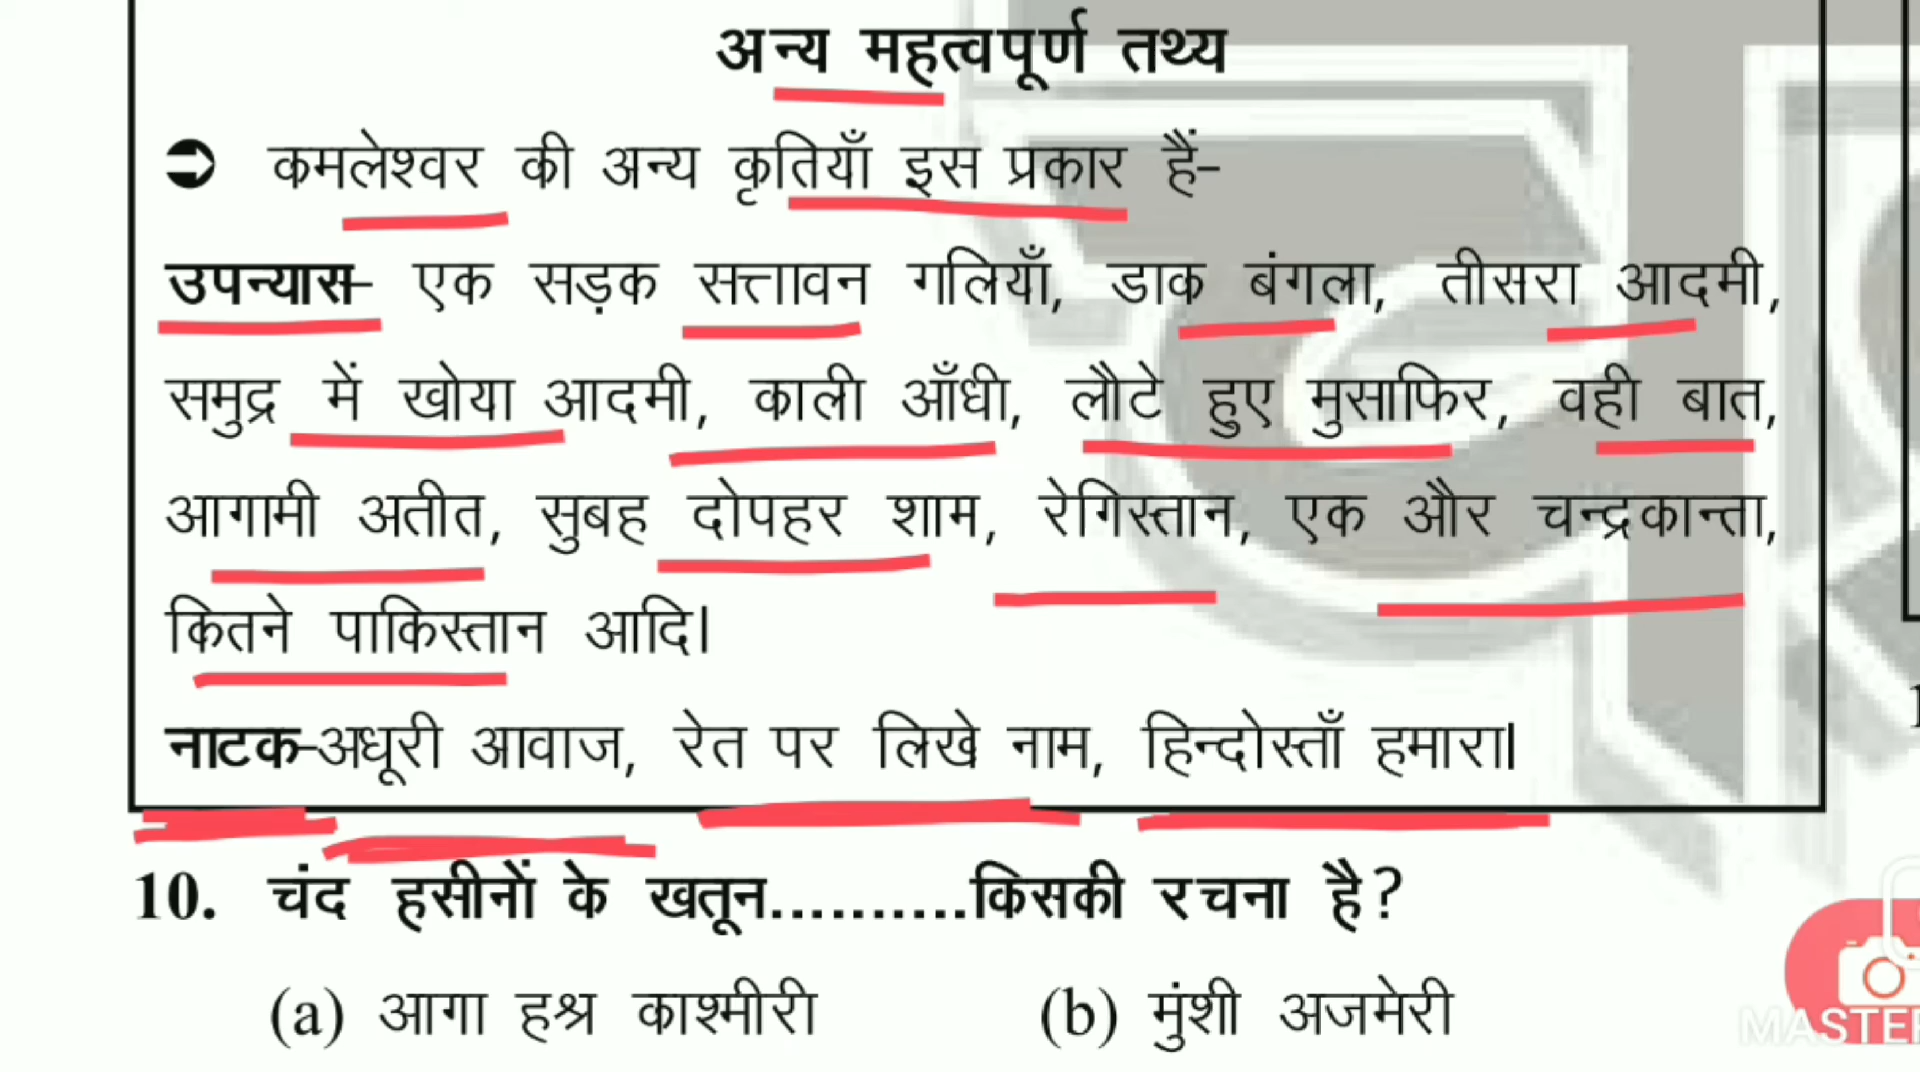 अन्य महत्वपूर्ण तथ्य
➲ कमलेश्वर की अन्य कृतियाँ इस प्रकार हैं-
उपन्यास- एक सड़क सत्तावन गलियाँ, डाक बंगला, तीसरा आदमी,
समुद्र में खोया आदमी, काली आँधी, लौटे हुए मुसाफिर, वही बात,
आगामी अतीत, सुबह दोपहर शाम, रेगिस्तान, एक और चन्द्रकान्ता,
कितने पाकिस्तान आदि।
नाटक-अधूरी आवाज, रेत पर लिखे नाम, हिन्दोस्ताँ हमारा।
10. चंद हसीनों के खतून..........किसकी रचना है?
(a) आगा हश्र काश्मीरी (b) मुंशी अजमेरी